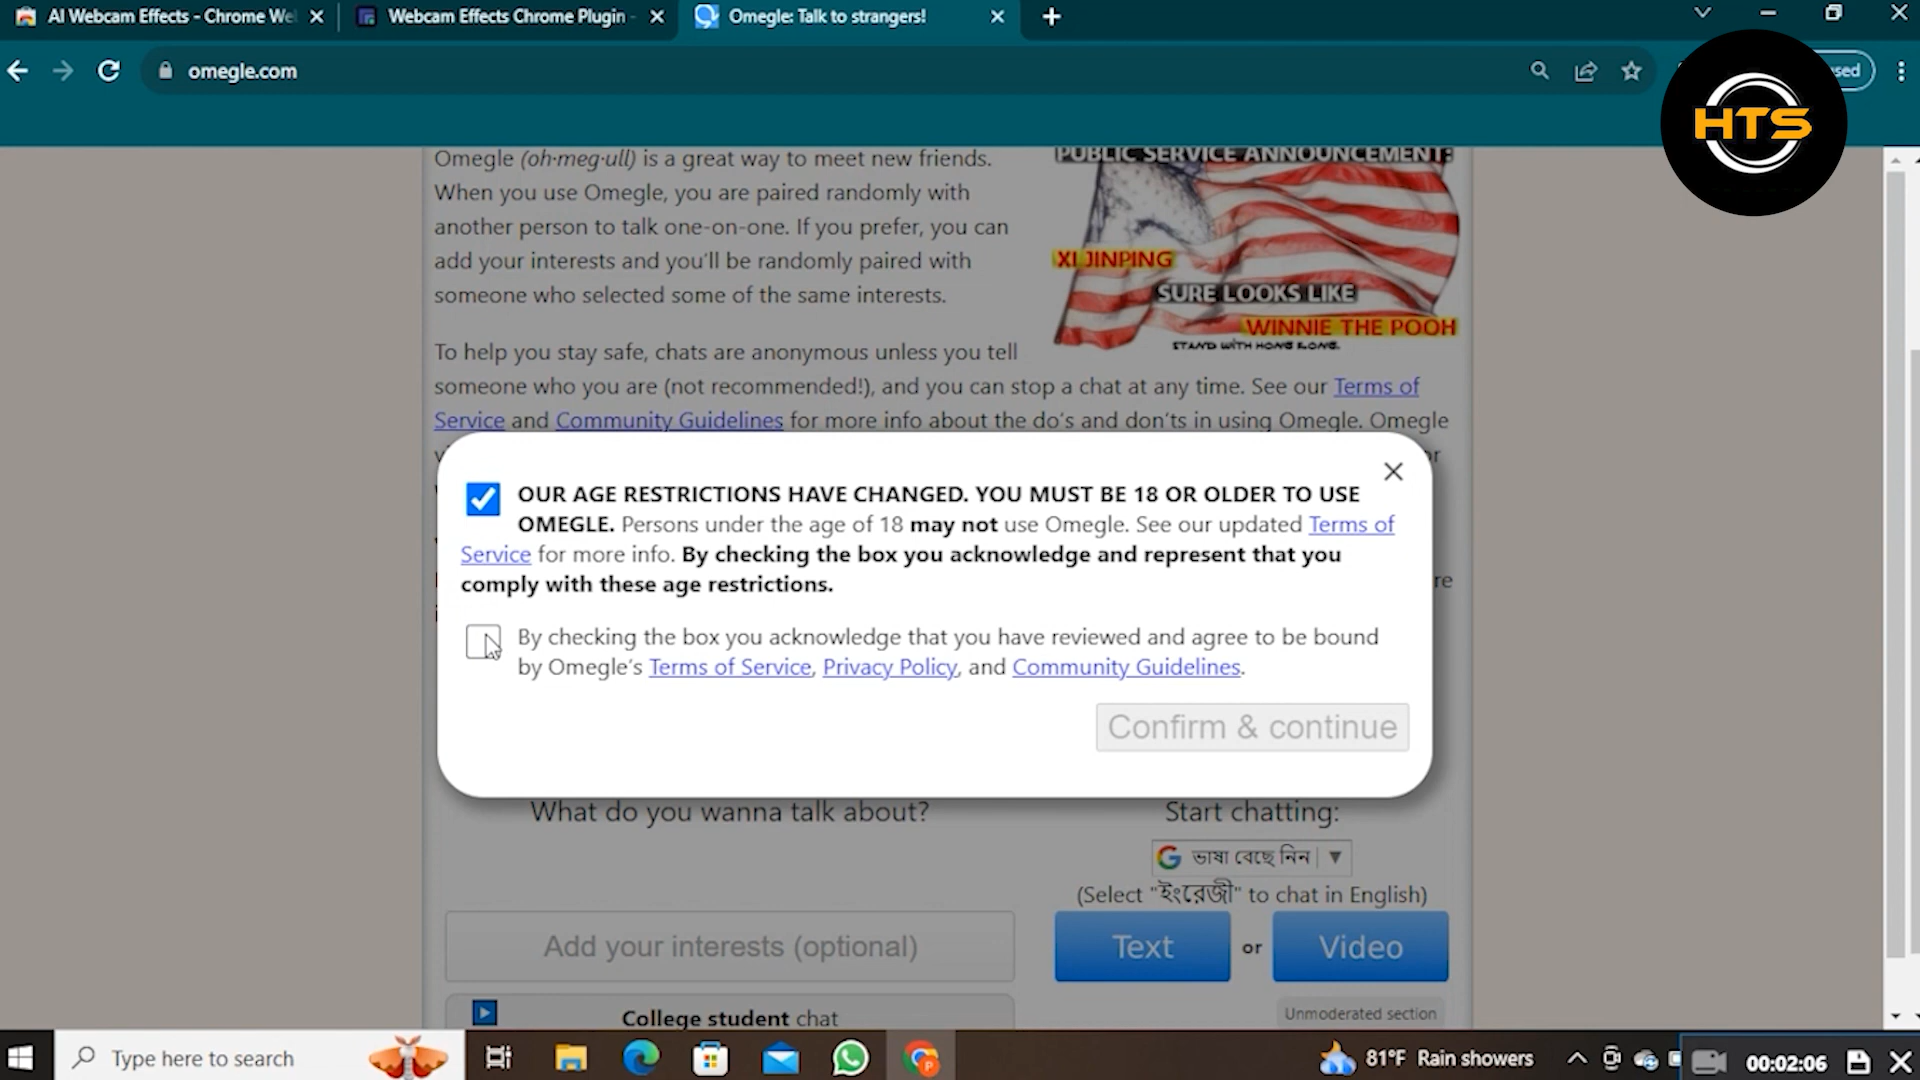 AI Webcam Effects - Chrome We
Webcam Effects Chrome Plugin -
Omegle: Talk to strangers!
omegle.com
used
HTS
Omegle (oh·meg·ull) is a great way to meet new friends.
When you use Omegle, you are paired randomly with
another person to talk one-on-one. If you prefer, you can
add your interests and you'll be randomly paired with
someone who selected some of the same interests.
PUBLIC SERVICE ANNOUNCEMENT:
XI JINPING
SURE LOOKS LIKE
WINNIE THE POOH
STAND WITH HONG KONG.
To help you stay safe, chats are anonymous unless you tell
someone who you are (not recommended!), and you can stop a chat at any time. See our Terms of
Service and Community Guidelines for more info about the do's and don'ts in using Omegle. Omegle
OUR AGE RESTRICTIONS HAVE CHANGED. YOU MUST BE 18 OR OLDER TO USE
OMEGLE. Persons under the age of 18 may not use Omegle. See our updated Terms of
Service for more info. By checking the box you acknowledge and represent that you
comply with these age restrictions.
By checking the box you acknowledge that you have reviewed and agree to be bound
by Omegle's Terms of Service, Privacy Policy, and Community Guidelines.
Confirm & continue
What do you wanna talk about?
Start chatting:
ভাষা বেছে নিন
(Select "ইংরেজী" to chat in English)
Add your interests (optional)
Text or Video
College student chat
Unmoderated section
Type here to search
81°F Rain showers
00:02:06